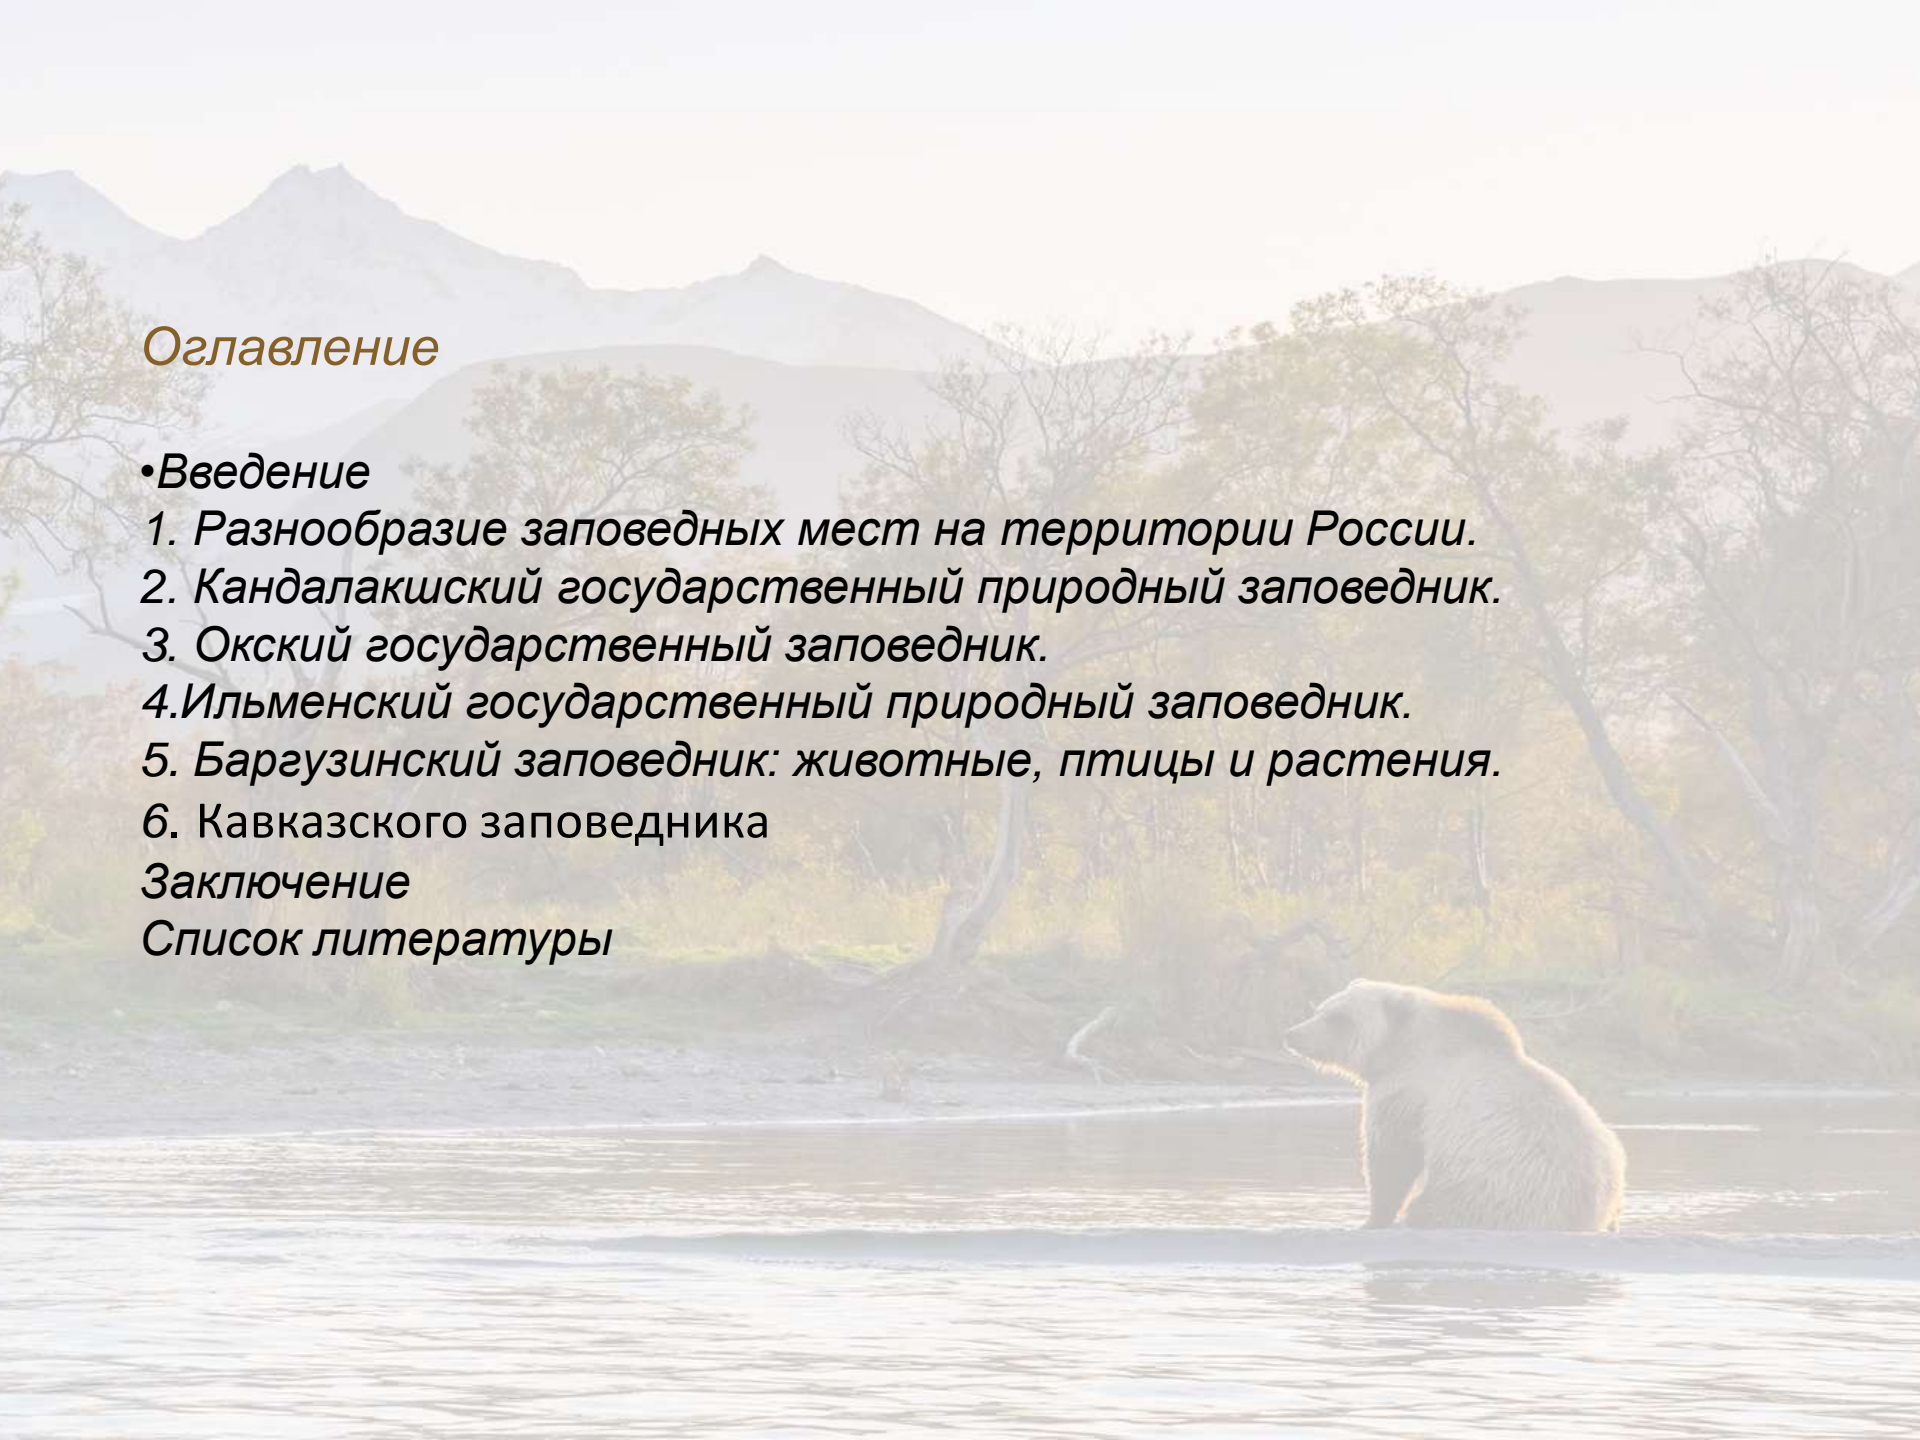 Оглавление
•Введение
1. Разнообразие заповедных мест на территории России.
2. Кандалакшский государственный природный заповедник.
3. Окский государственный заповедник.
4.Ильменский государственный природный заповедник.
5. Баргузинский заповедник: животные, птицы и растения.
6. Кавказского заповедника
Заключение
Список литературы